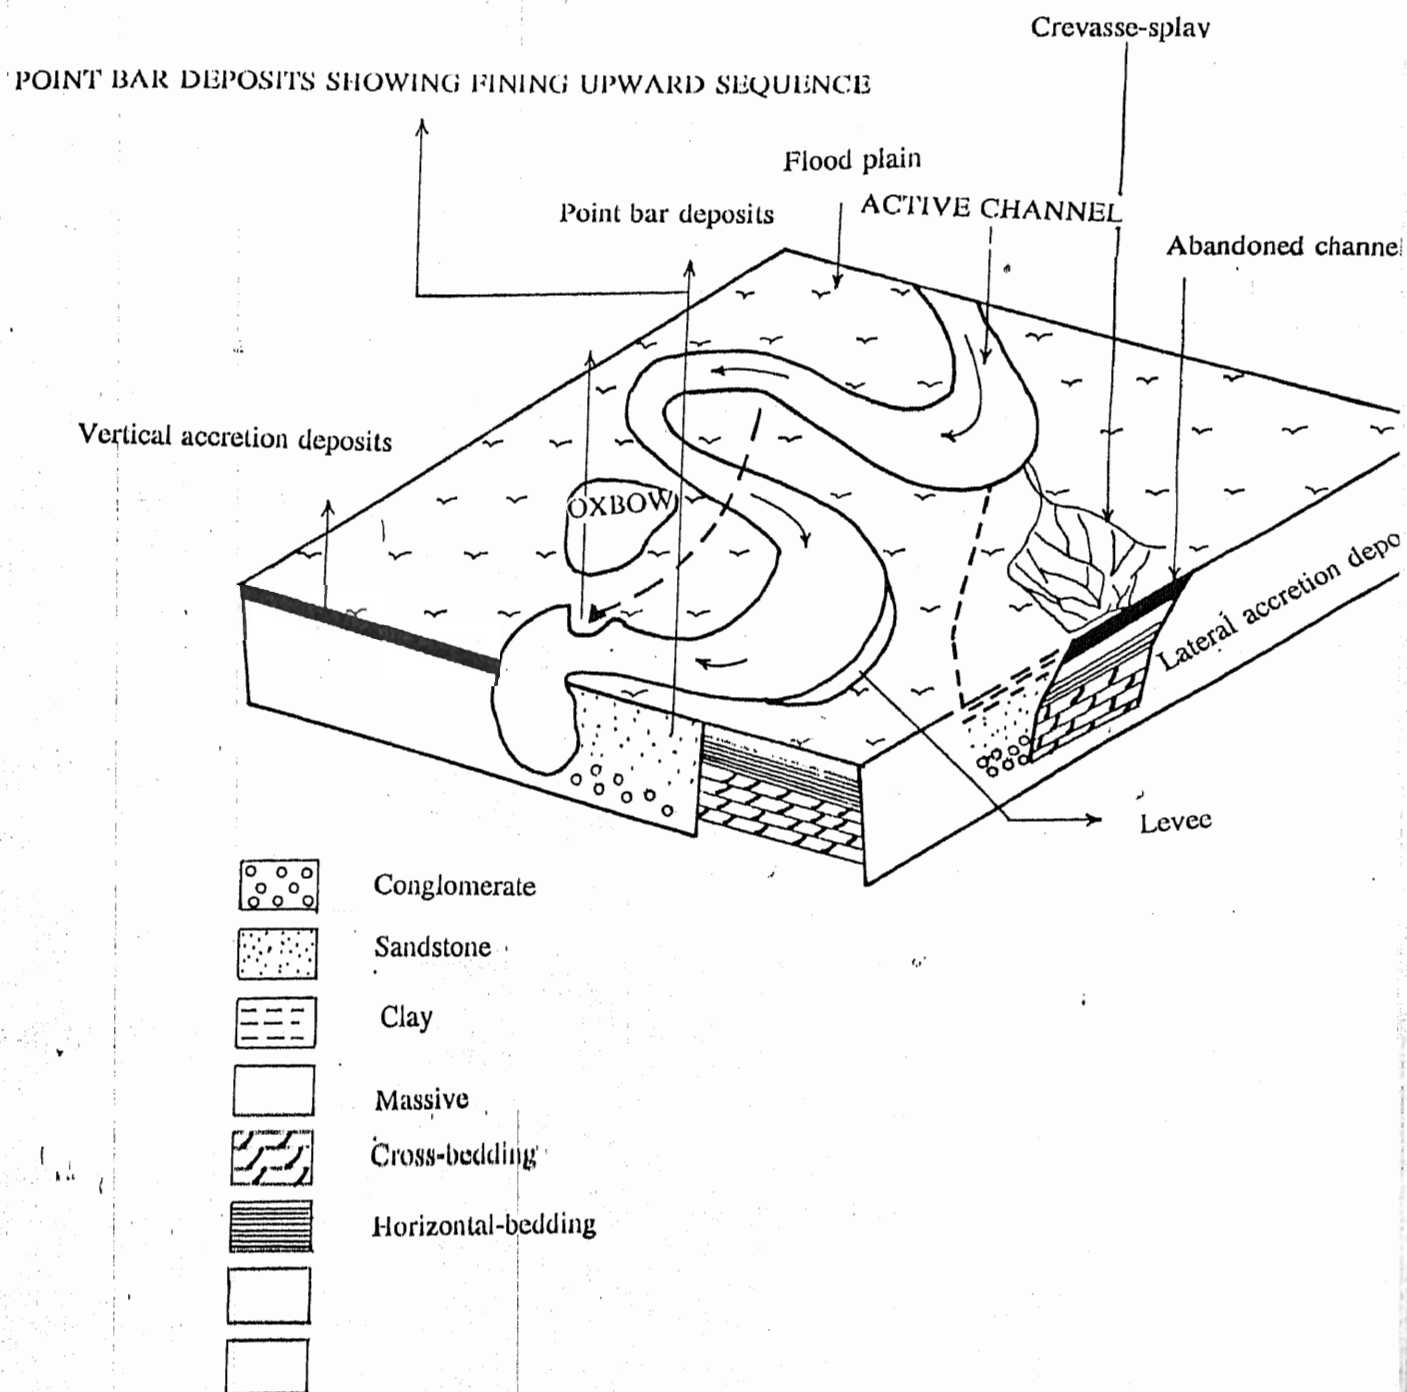 Crevasse-splay
POINT BAR DEPOSITS SHOWING FINING UPWARD SEQUENCE
Flood plain
ACTIVE CHANNEL
Point bar deposits
Abandoned channel
Vertical accretion deposits
OXBOW
Lateral accretion depo
Levee
Conglomerate
Sandstone
Clay
Massive
Cross-bedding
Horizontal-bedding